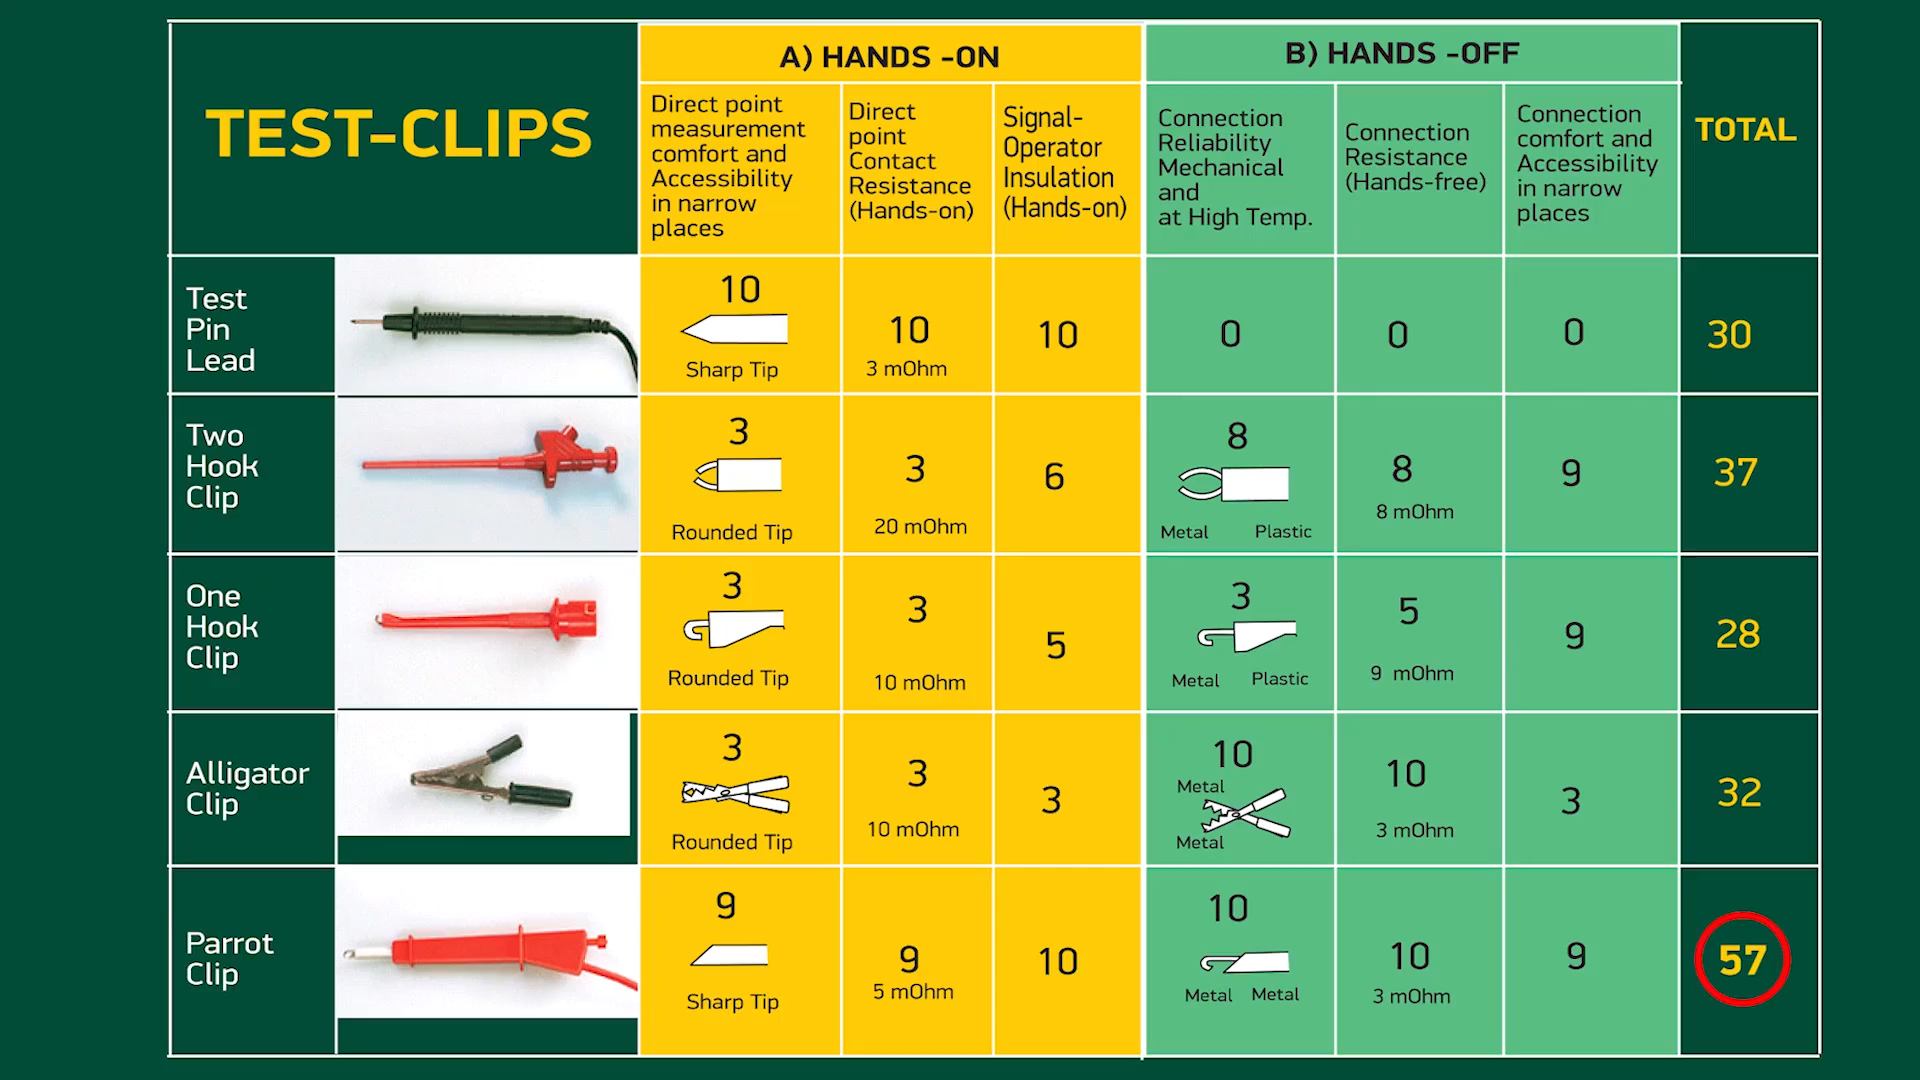 TEST-CLIPS
A) HANDS -ON
B) HANDS -OFF
TOTAL
Direct point
measurement
comfort and
Accessibility
in narrow
places
Direct
point
Contact
Resistance
(Hands-on)
Signal-
Operator
Insulation
(Hands-on)
Connection
Reliability
Mechanical
and
at High Temp.
Connection
Resistance
(Hands-free)
Connection
comfort and
Accessibility
in narrow
places
Test
Pin
Lead
10
Sharp Tip
10
3 mOhm
10
0
0
0
30
Two
Hook
Clip
3
Rounded Tip
3
20 mOhm
6
8
Metal Plastic
8
8 mOhm
9
37
One
Hook
Clip
3
Rounded Tip
3
10 mOhm
5
3
Metal Plastic
5
9 mOhm
9
28
Alligator
Clip
3
Rounded Tip
3
10 mOhm
3
10
Metal
Metal
10
3 mOhm
3
32
Parrot
Clip
9
Sharp Tip
9
5 mOhm
10
10
Metal Metal
10
3 mOhm
9
57